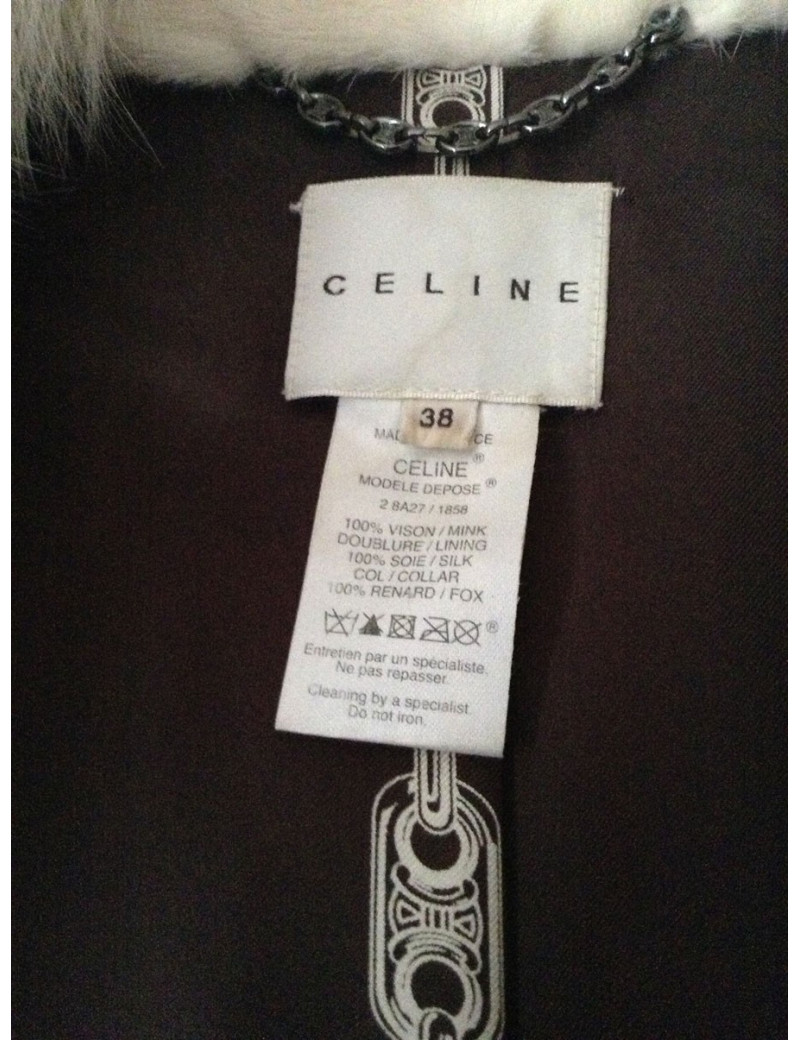 CELINE
38
CELINE®
MODELE DEPOSE®
2 8A27 / 1858
100% VISON / MINK
DOUBLURE / LINING
100% SOIE / SILK
COL / COLLAR
100% RENARD / FOX
®
Entretien par un spécialiste.
Ne pas repasser.
Cleaning by a specialist.
Do not iron.